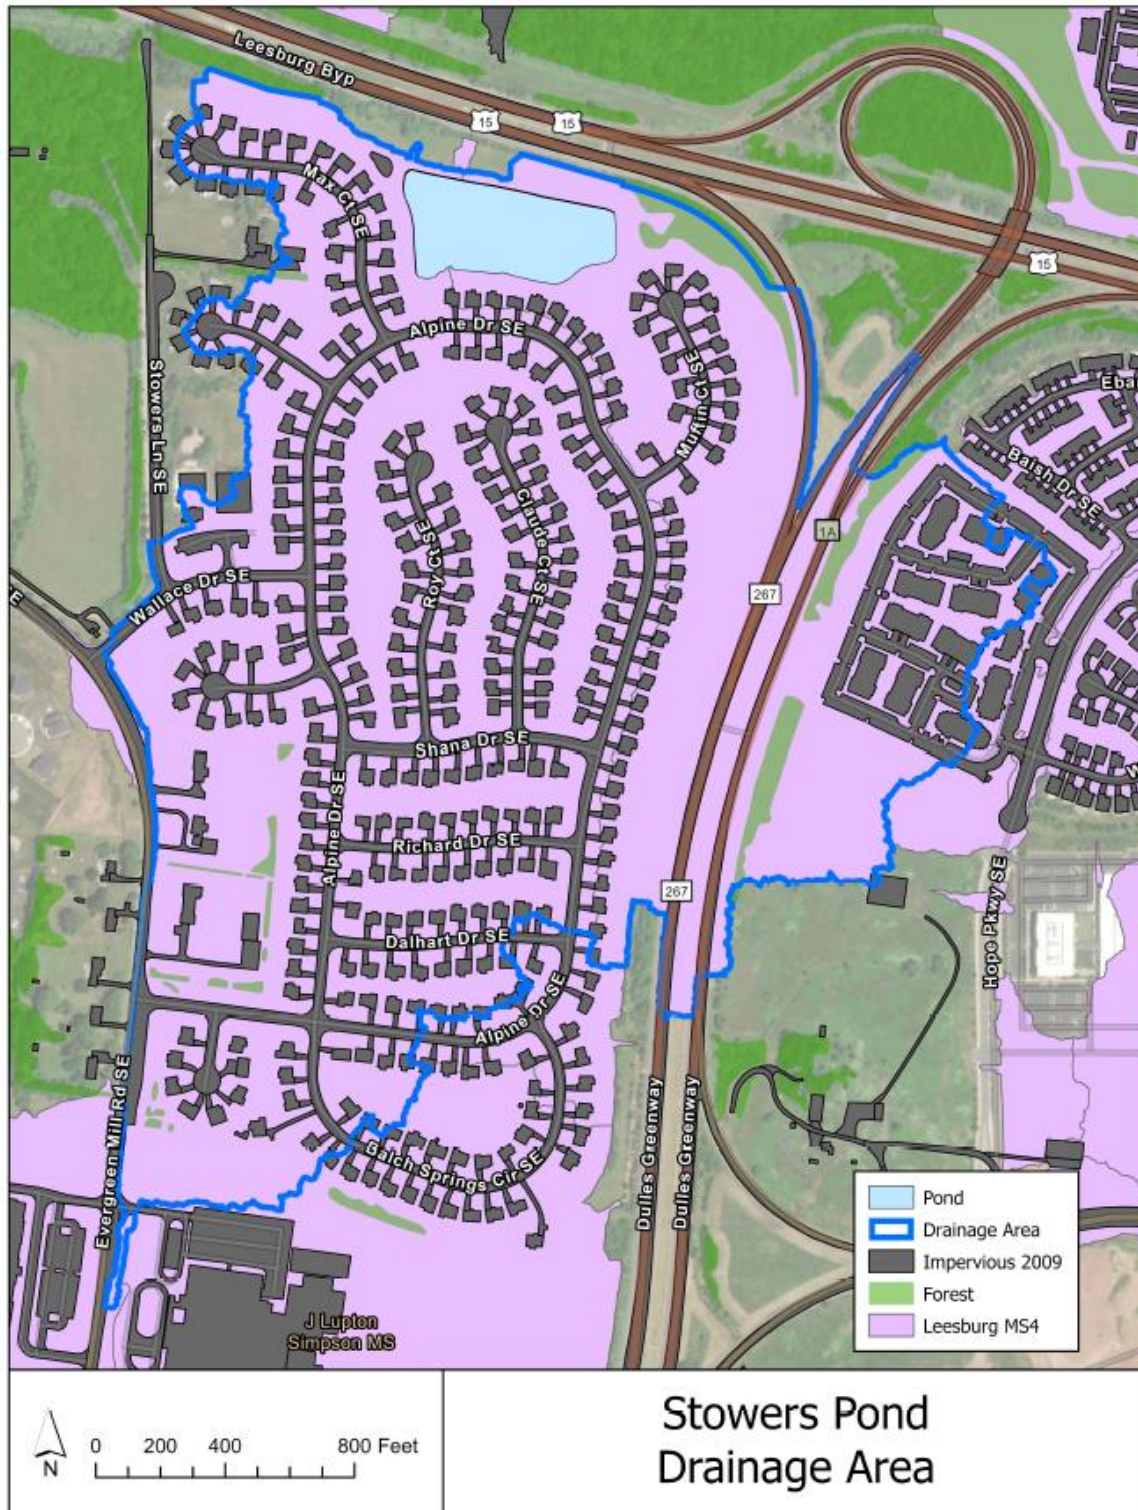 Leesburg Byp
15
15
15
Max Ct SE
Alpine Dr SE
Muffin Ct SE
Stowers Ln SE
Baish Dr SE
Claude Ct SE
Roy Ct SE
1A
Wallace Dr SE
267
Shana Dr SE
Alpine Dr SE
Richard Dr SE
267
Dalhart Dr SE
Hope Pkwy SE
Alpine Dr SE
Evergreen Mill Rd SE
Balch Springs Cir SE
Dulles Greenway
Dulles Greenway
J Lupton
Simpson MS
Pond
Drainage Area
Impervious 2009
Forest
Leesburg MS4
N
0 200 400 800 Feet
Stowers Pond
Drainage Area